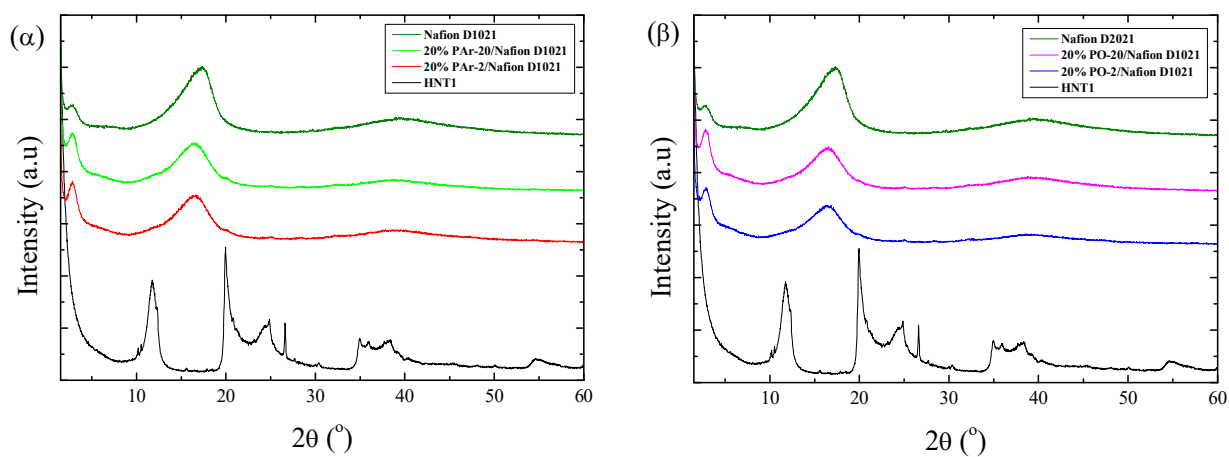 (α)
Nafion D1021
20% PAr-20/Nafion D1021
20% PAr-2/Nafion D1021
HNT1
Intensity (a.u)
10 20 30 40 50 60
2θ (°)
(β)
Nafion D2021
20% PO-20/Nafion D1021
20% PO-2/Nafion D1021
HNT1
Intensity (a.u)
10 20 30 40 50 60
2θ (°)